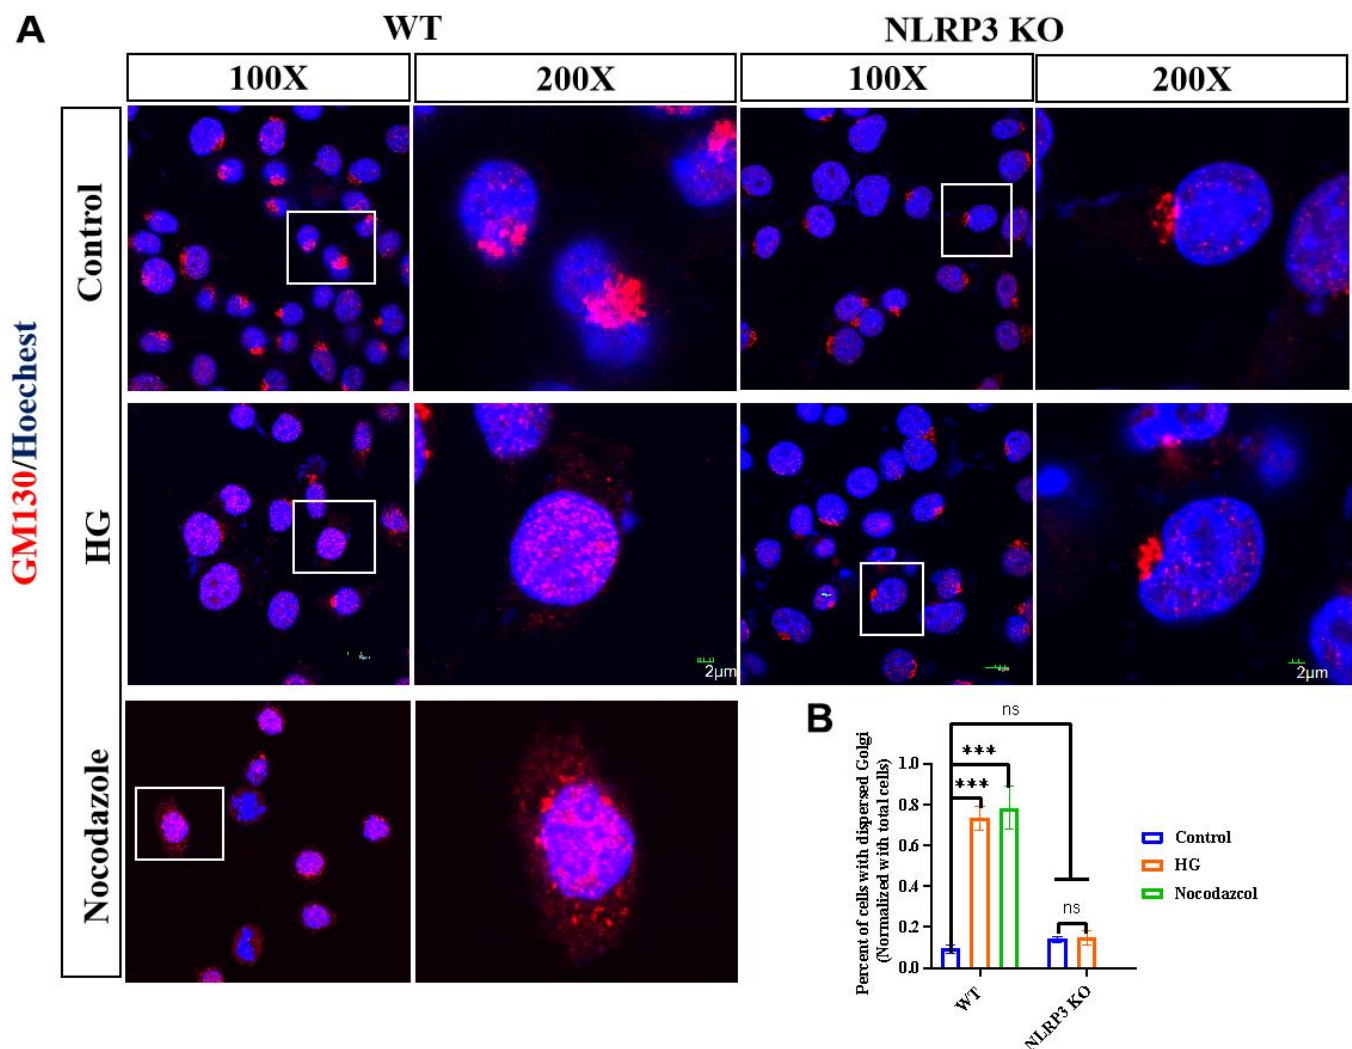 A
WT
NLRP3 KO
100X
200X
100X
200X
GM130/Hoechest
Control
HG
2μm
2μm
Nocodazole
B
Percent of cells with dispersed Golgi
(Normalized with total cells)
1.0
0.8
0.6
0.4
0.2
0.0
ns
***
***
ns
WT
NLRP3 KO
Control
HG
Nocodazcol